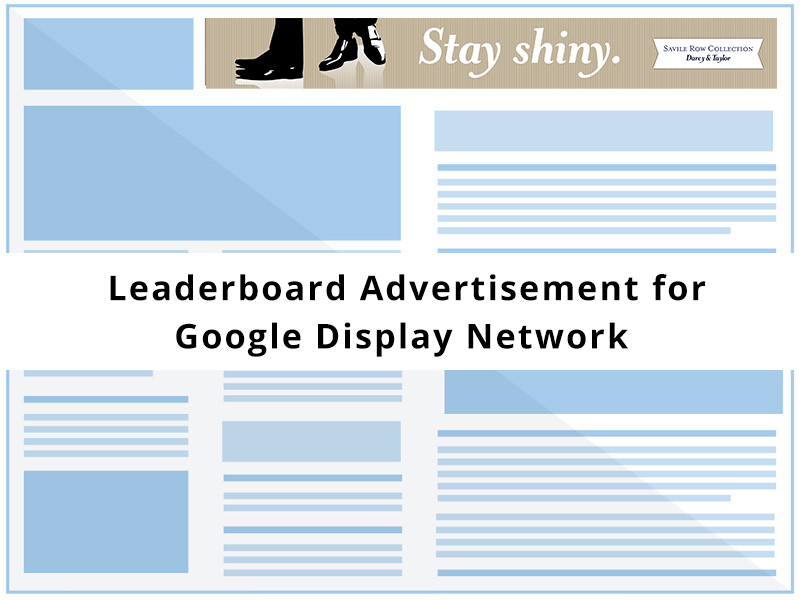 Stay shiny.
SAVILE ROW COLLECTION
Darcy & Taylor
Leaderboard Advertisement for
Google Display Network